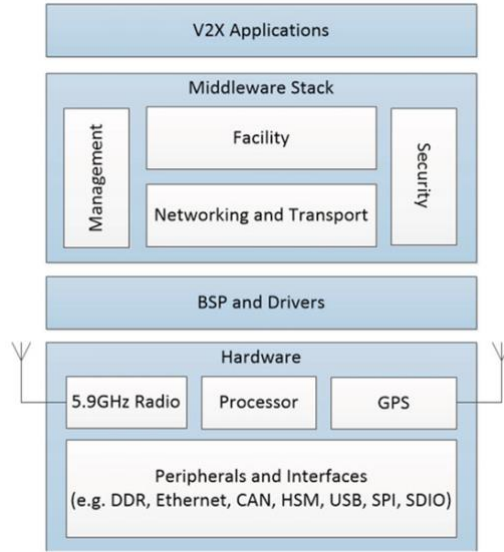 V2X Applications
Middleware Stack
Management
Facility
Networking and Transport
Security
BSP and Drivers
Hardware
5.9GHz Radio
Processor
GPS
Peripherals and Interfaces
(e.g. DDR, Ethernet, CAN, HSM, USB, SPI, SDIO)